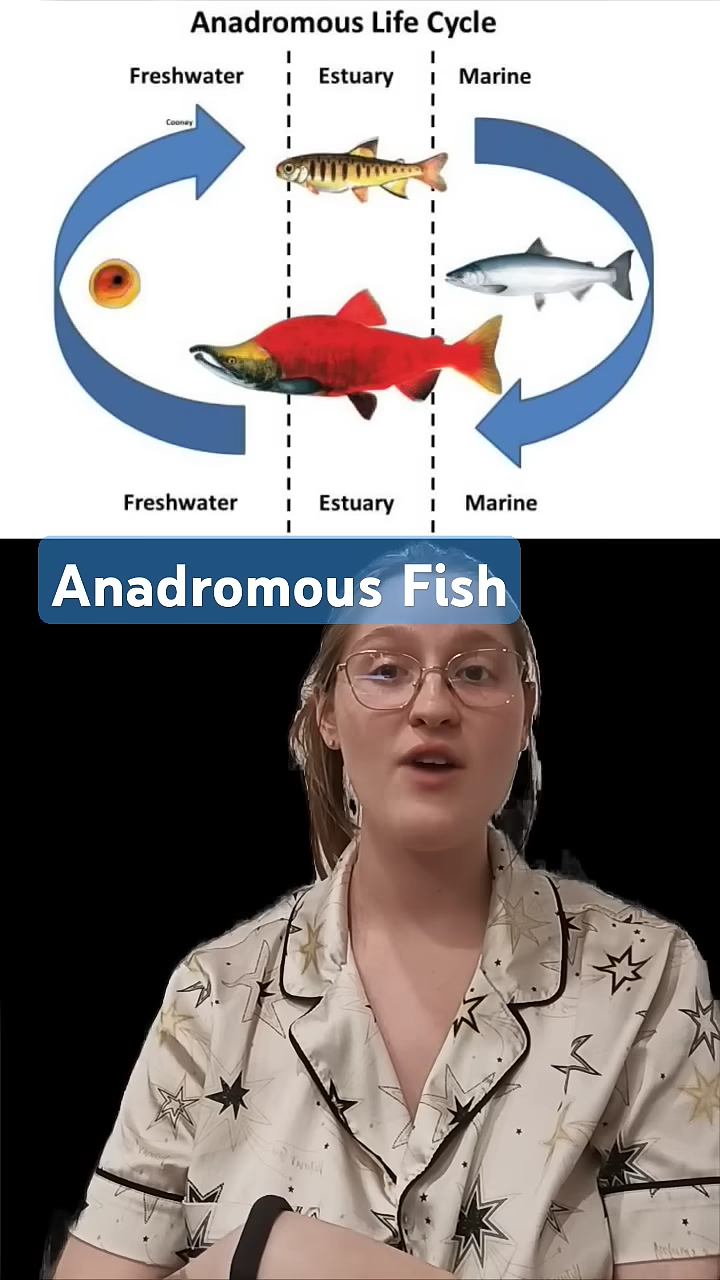 Anadromous Life Cycle
Freshwater Estuary Marine
Cooney
Freshwater Estuary Marine
Anadromous Fish